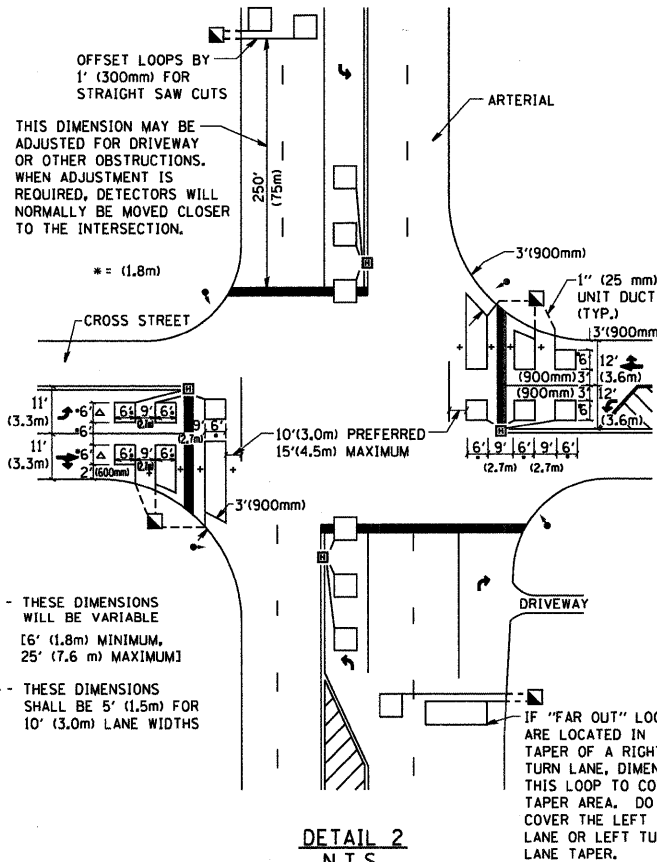 OFFSET LOOPS BY
1' (300mm) FOR
STRAIGHT SAW CUTS
ARTERIAL
THIS DIMENSION MAY BE
ADJUSTED FOR DRIVEWAY
OR OTHER OBSTRUCTIONS.
WHEN ADJUSTMENT IS
REQUIRED, DETECTORS WILL
NORMALLY BE MOVED CLOSER
TO THE INTERSECTION.
250'
(75m)
* = (1.8m)
3'(900mm)
1" (25 mm)
UNIT DUCT
(TYP.)
CROSS STREET
3'(900mm
H
6'
12'
(3.6m)
(900mm) 3'
(900mm) 3'
6'
12'
(3.6m)
H
6' 9' 6' 9' 6'
(2.7m) (2.7m)
H
11'
(3.3m)
*6' △ 6' 9' 6'
*6
9' 6'
(2.7m)
11'
(3.3m)
*6' △ 6' 9' 6'
2' (600mm)
10'(3.0m) PREFERRED
15'(4.5m) MAXIMUM
3'(900mm)
H
- THESE DIMENSIONS
WILL BE VARIABLE
[6' (1.8m) MINIMUM,
25' (7.6 m) MAXIMUM]
DRIVEWAY
- THESE DIMENSIONS
SHALL BE 5' (1.5m) FOR
10' (3.0m) LANE WIDTHS
IF "FAR OUT" LOO
ARE LOCATED IN
TAPER OF A RIGHT
TURN LANE, DIMEN
THIS LOOP TO CO
TAPER AREA. DO
COVER THE LEFT
LANE OR LEFT TU
LANE TAPER.
DETAIL 2
N.T.S.